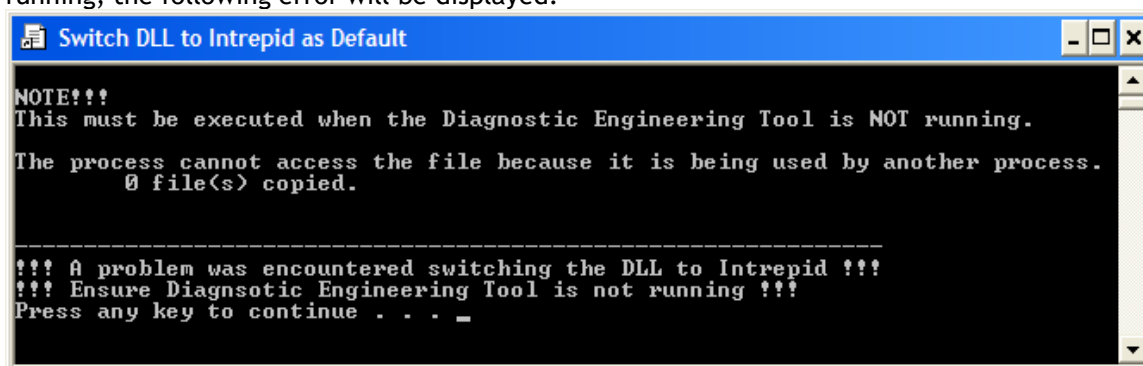 running, the following error will be displayed:
Switch DLL to Intrepid as Default
NOTE!!!
This must be executed when the Diagnostic Engineering Tool is NOT running.
The process cannot access the file because it is being used by another process.
0 file(s) copied.
!!! A problem was encountered switching the DLL to Intrepid !!!
!!! Ensure Diagnsotic Engineering Tool is not running !!!
Press any key to continue . . . _